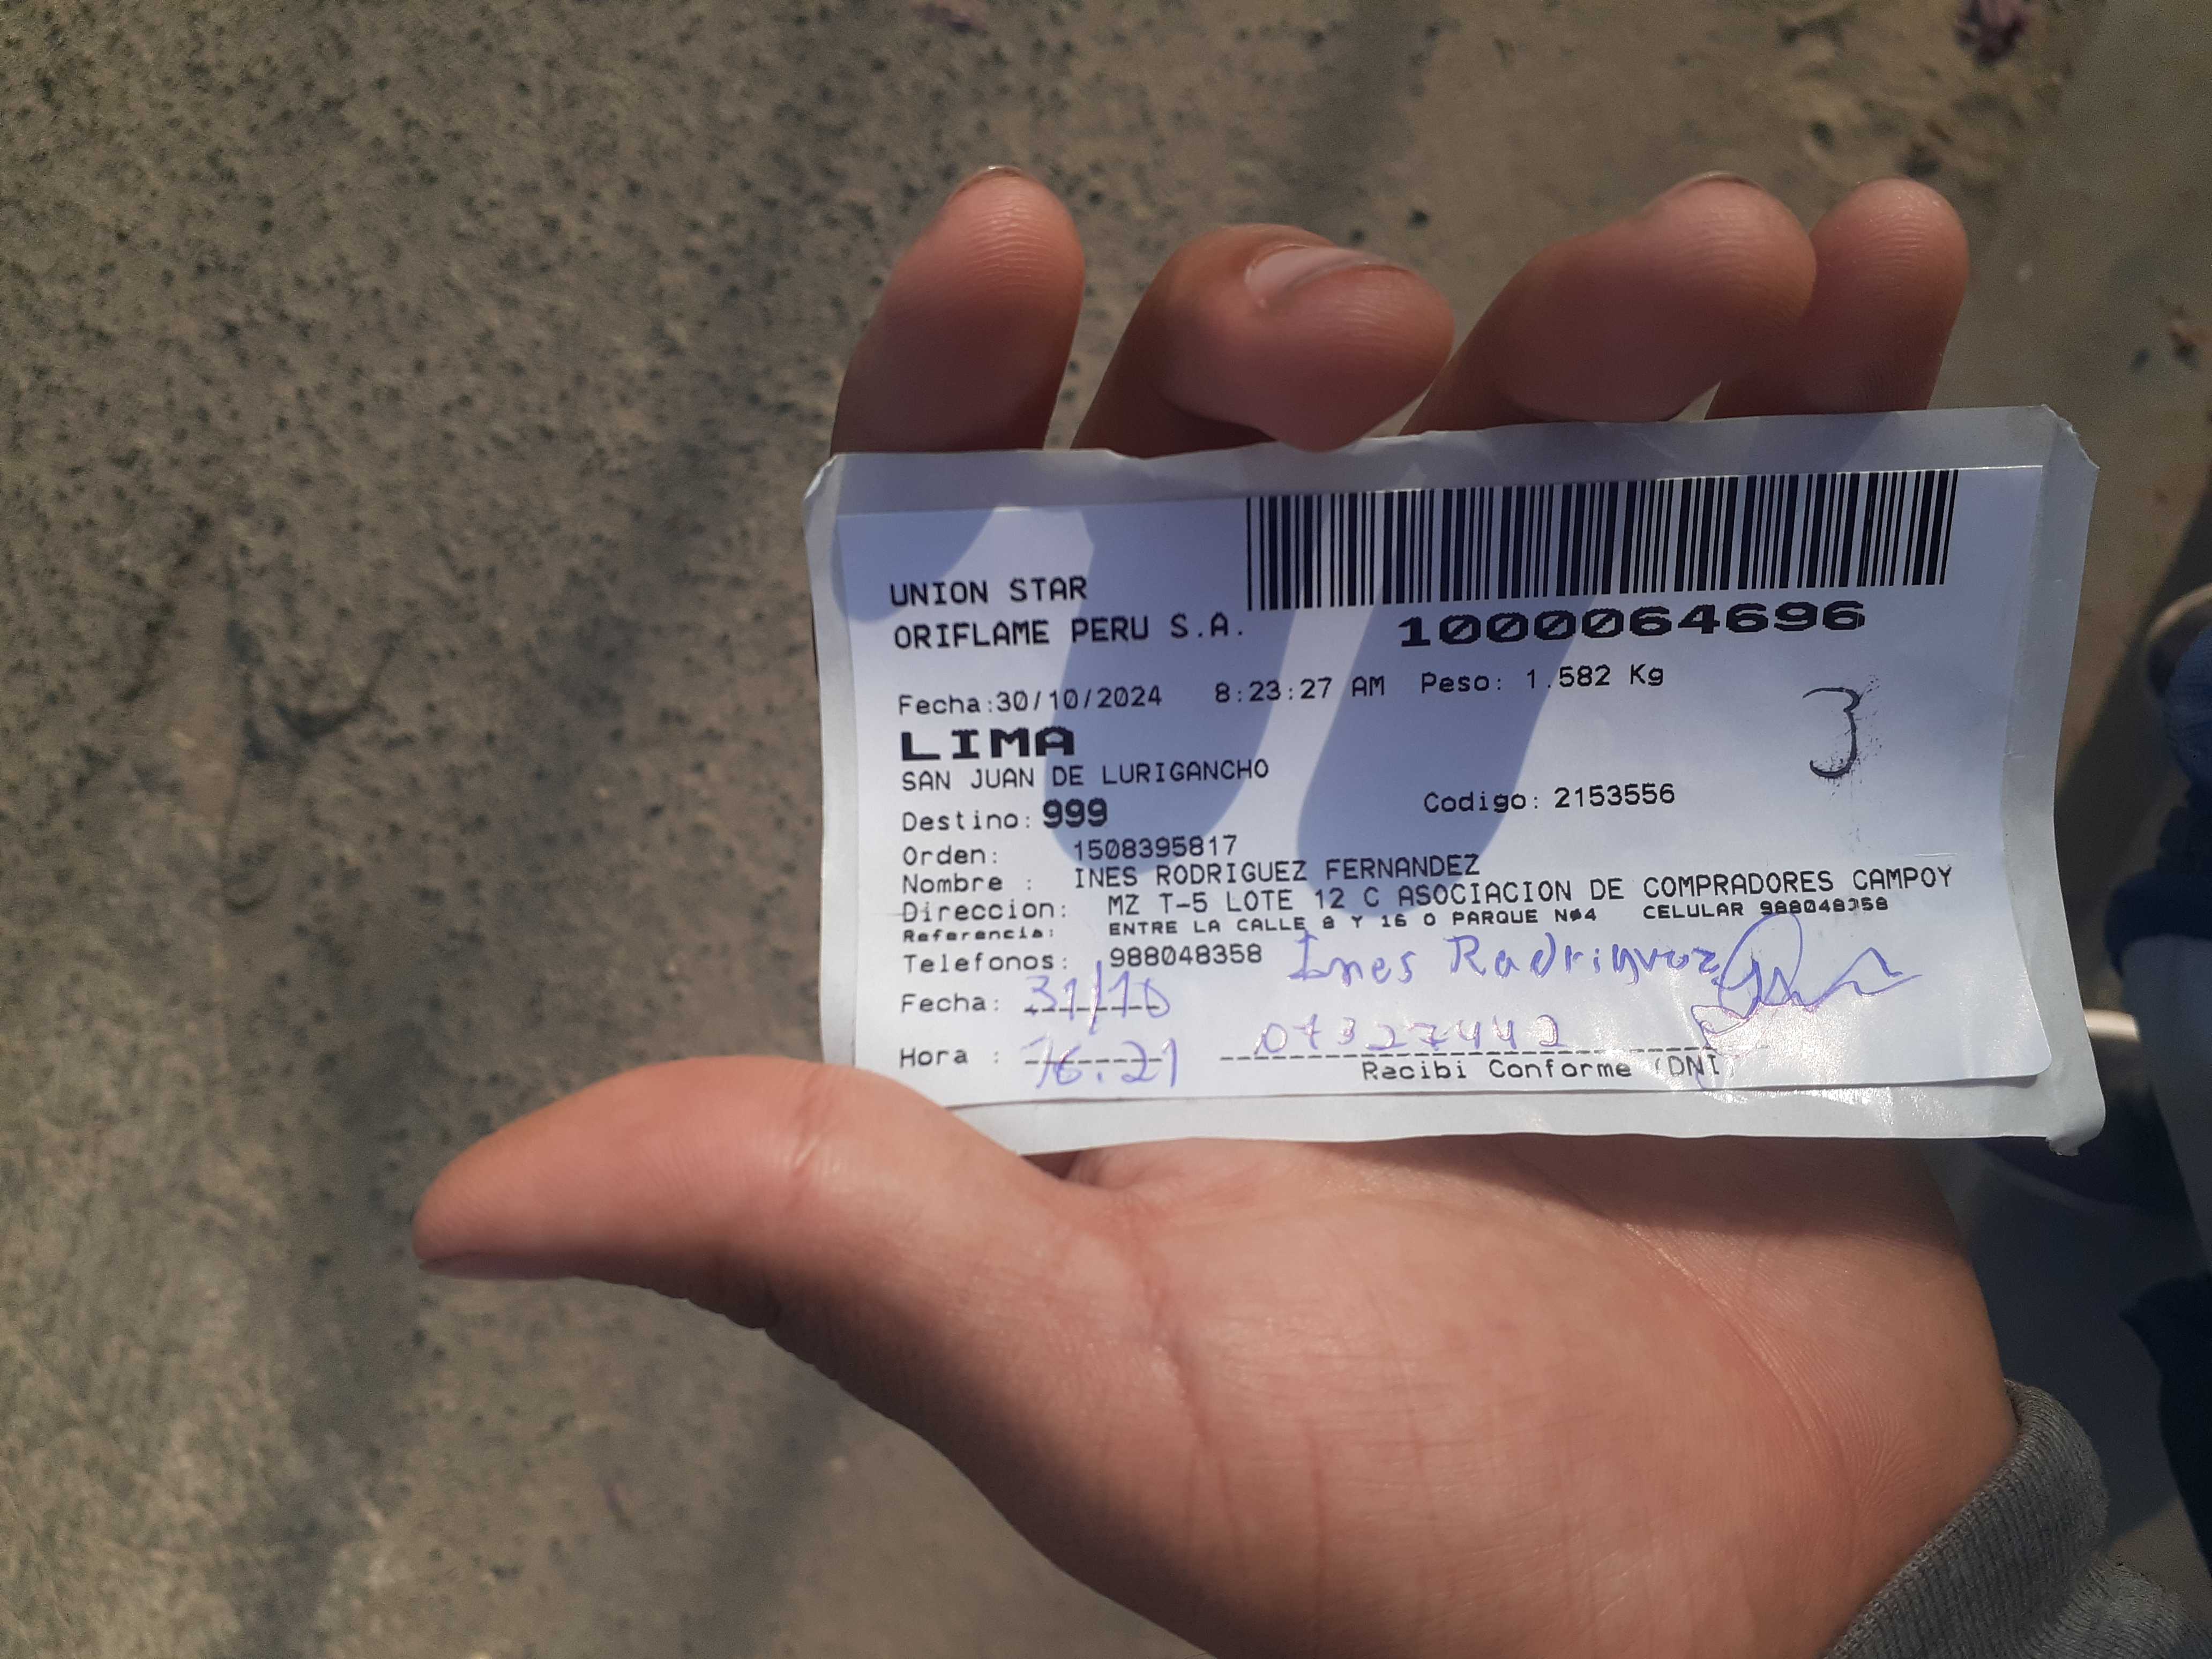 UNION STAR
ORIFLAME PERU S.A.
1000064696
Fecha:30/10/2024 8:23:27 AM Peso: 1.582 Kg
3
LIMA
SAN JUAN DE LURIGANCHO
Destino: 999 Codigo: 2153556
Orden: 1508395817
Nombre : INES RODRIGUEZ FERNANDEZ
Direccion: MZ T-5 LOTE 12 C ASOCIACION DE COMPRADORES CAMPOY
Referencia: ENTRE LA CALLE 8 Y 16 O PARQUE Nø4 CELULAR 988048358
Telefonos: 988048358 Ines Radriguez
Fecha: 31/10
Hora : 16:21 07327442
Recibi Conforme (DNI)